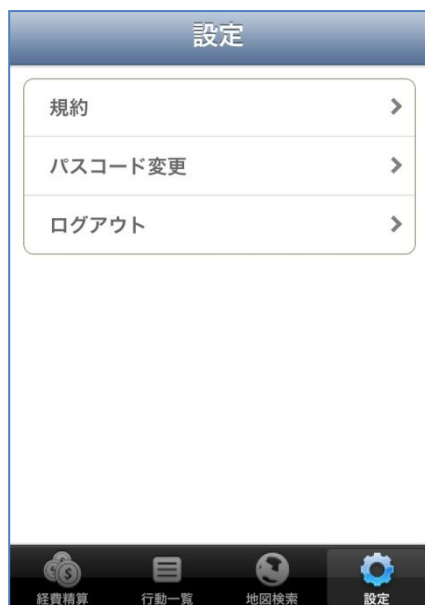 設定
規約
パスコード変更
ログアウト
経費精算 行動一覧 地図検索 設定